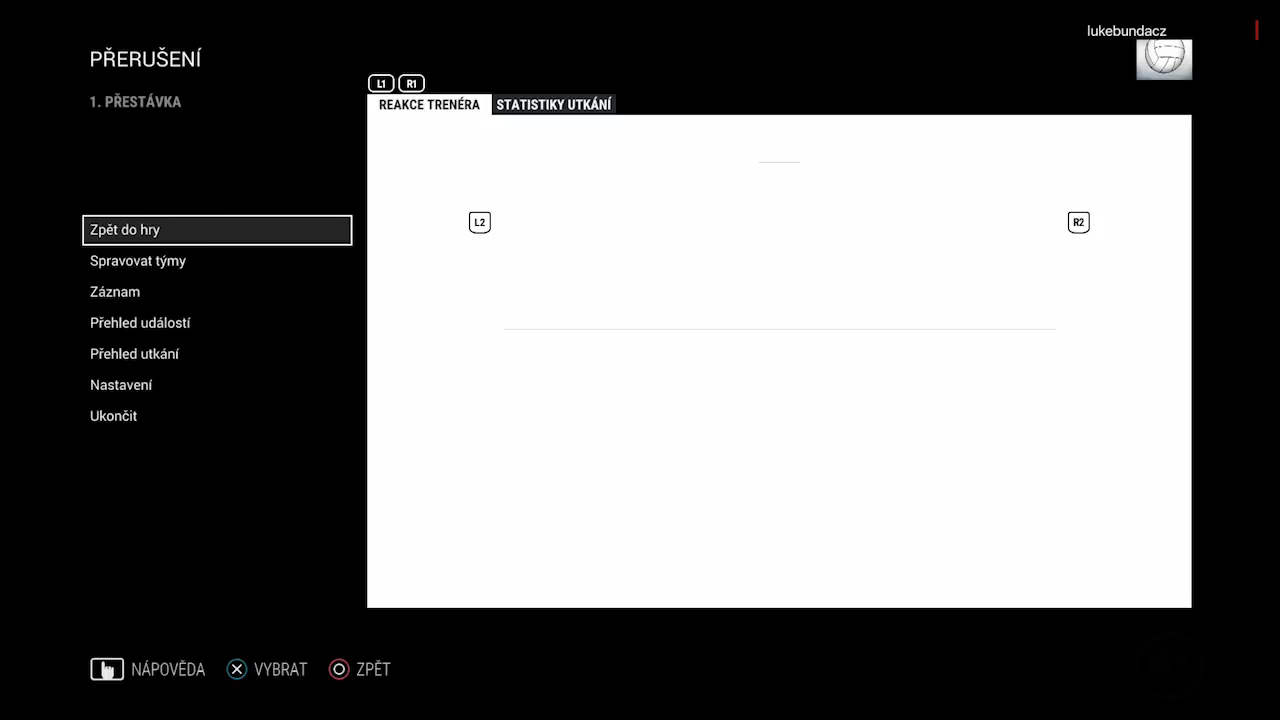 lukebundacz
PŘERUŠENÍ
1. PŘESTÁVKA
L1 R1
REAKCE TRENÉRA STATISTIKY UTKÁNÍ
L2 R2
Zpět do hry
Spravovat týmy
Záznam
Přehled událostí
Přehled utkání
Nastavení
Ukončit
NÁPOVĚDA VYBRAT ZPĚT